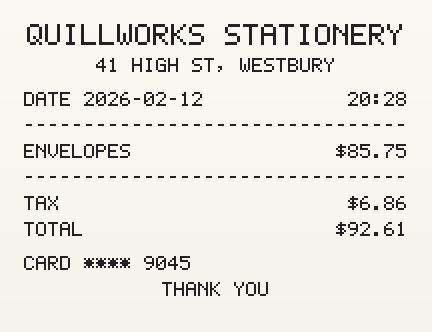 QUILLWORKS STATIONERY
41 HIGH ST, WESTBURY
DATE 2026-02-12 20:28
--------------------------------
ENVELOPES $85.75
--------------------------------
TAX $6.86
TOTAL $92.61
CARD **** 9045
THANK YOU